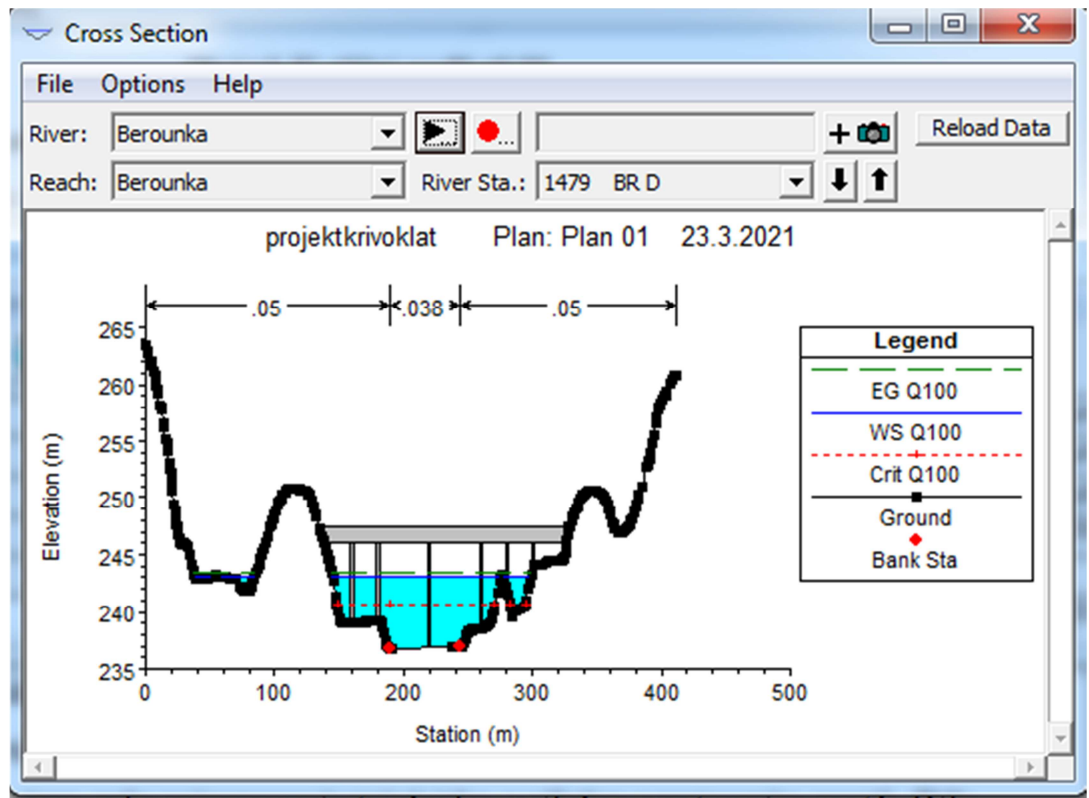 Cross Section
File Options Help
River: Berounka ... + Reload Data
Reach: Berounka River Sta.: 1479 BR D
projektkrivoklat Plan: Plan 01 23.3.2021
.05 .038 .05
265
260
255
250
245
240
235
Elevation (m)
0 100 200 300 400 500
Station (m)
Legend
EG Q100
WS Q100
Crit Q100
Ground
Bank Sta